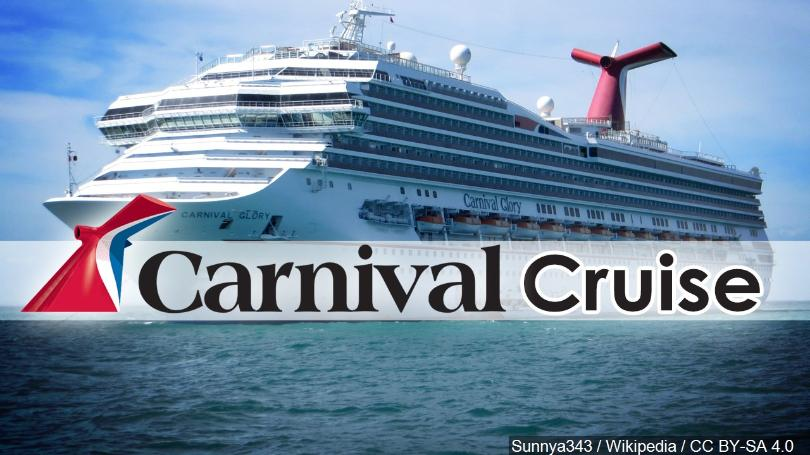 Carnival Glory
CARNIVAL GLORY
Carnival Cruise
Sunnya343 / Wikipedia / CC BY-SA 4.0